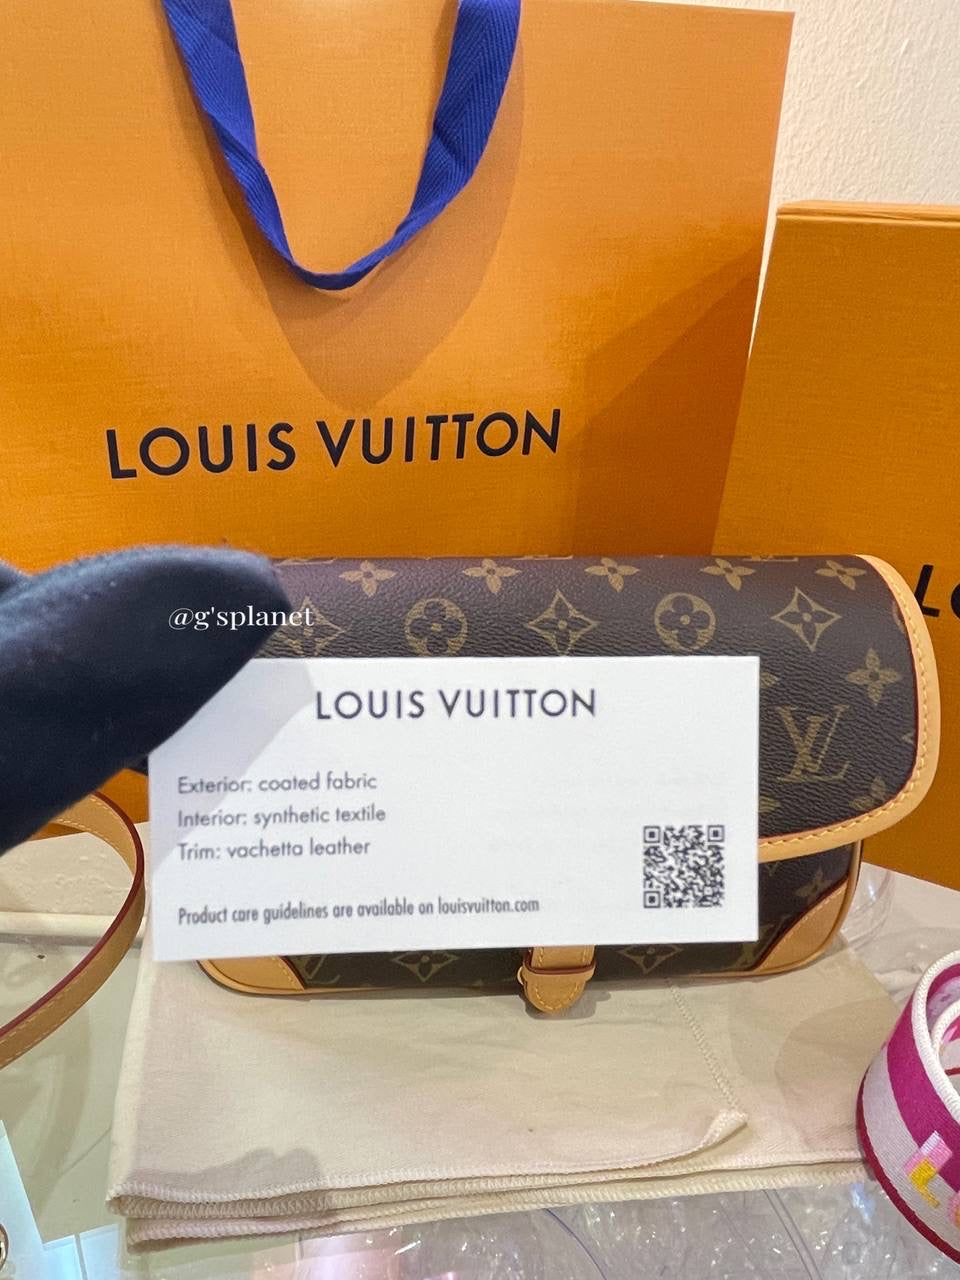 LOUIS VUITTON
@g'splanet
LOUIS VUITTON
Exterior: coated fabric
Interior: synthetic textile
Trim: vachetta leather
Product care guidelines are available on louisvuitton.com
LV